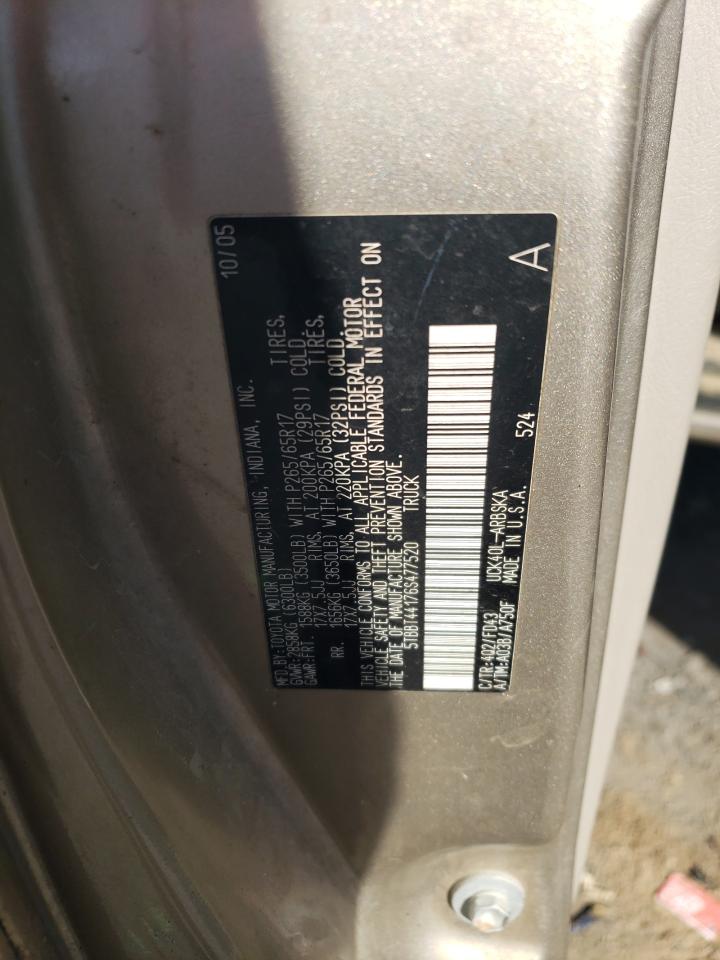 MFD.BY:TOYOTA MOTOR MANUFACTURING, INDIANA, INC. 10/05
GVWR:2858KG (6300LB)
GAWR:FRT. 1588KG (3500LB) WITH P265/65R17 TIRES,
17X7.5JJ RIMS, AT 200KPA (29PSI) COLD.
RR. 1656KG (3650LB) WITH P265/65R17 TIRES,
17X7.5JJ RIMS, AT 220KPA (32PSI) COLD.
THIS VEHICLE CONFORMS TO ALL APPLICABLE FEDERAL MOTOR
VEHICLE SAFETY AND THEFT PREVENTION STANDARDS IN EFFECT ON
THE DATE OF MANUFACTURE SHOWN ABOVE.
5TBBT44176S477520 TRUCK
C/TR:402/FD43 UCK40L-ARBSKA
A/TM:A03B/A750F MADE IN U.S.A. 524 A